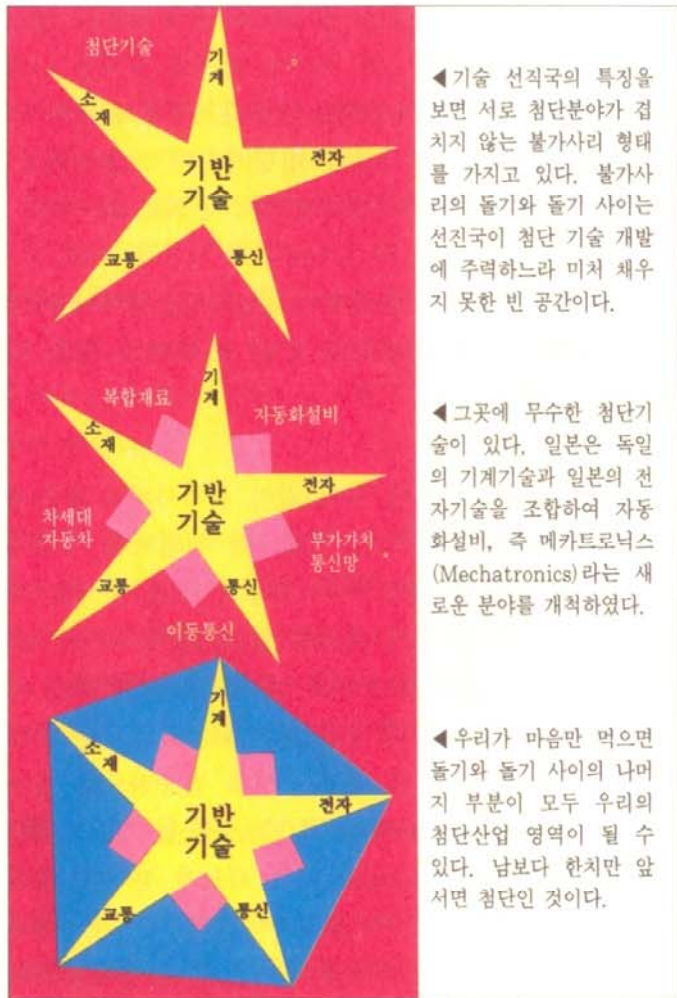 첨단기술
기계
소재
전자
기반
기술
교통
통신
◀기술 선직국의 특징을
보면 서로 첨단분야가 겹
치지 않는 불가사리 형태
를 가지고 있다. 불가사
리의 돌기와 돌기 사이는
선진국이 첨단 기술 개발
에 주력하느라 미처 채우
지 못한 빈 공간이다.
복합재료
기계
자동화설비
소재
전자
기반
기술
차세대
자동차
부가가치
통신망
교통
통신
이동통신
◀그곳에 무수한 첨단기
술이 있다. 일본은 독일
의 기계기술과 일본의 전
자기술을 조합하여 자동
화설비, 즉 메카트로닉스
(Mechatronics)라는 새
로운 분야를 개척하였다.
기계
소재
전자
기반
기술
교통
통신
◀우리가 마음만 먹으면
돌기와 돌기 사이의 나머
지 부분이 모두 우리의
첨단산업 영역이 될 수
있다. 남보다 한치만 앞
서면 첨단인 것이다.